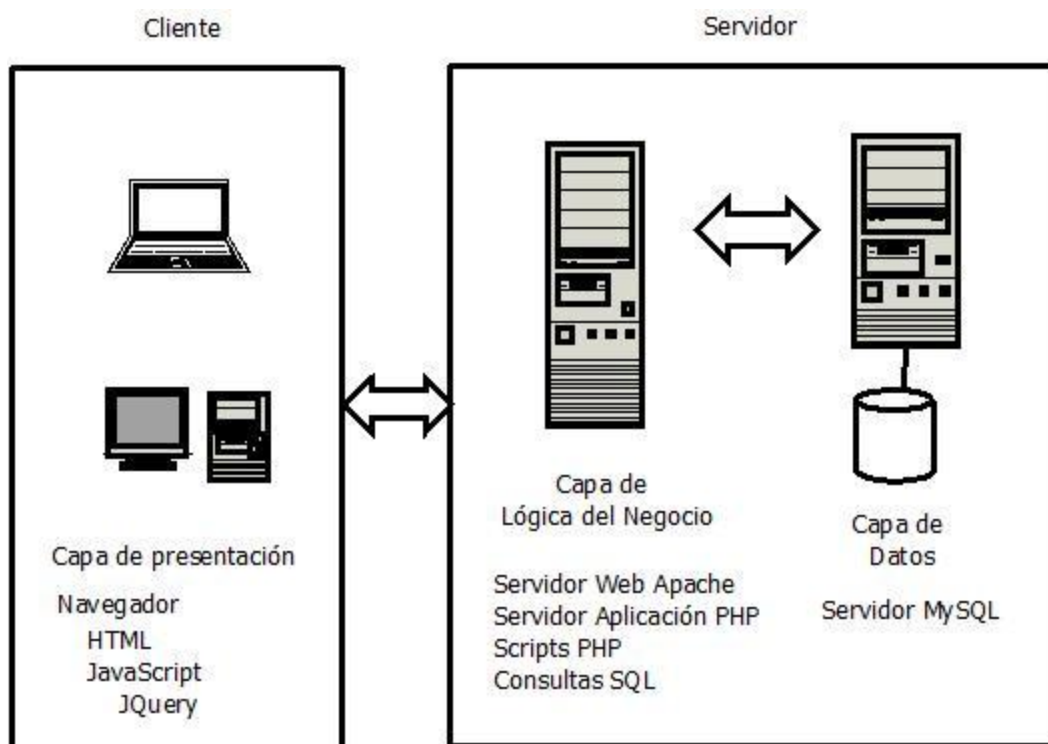 Cliente
Servidor
Capa de presentación
Navegador
HTML
JavaScript
JQuery
Capa de
Lógica del Negocio
Servidor Web Apache
Servidor Aplicación PHP
Scripts PHP
Consultas SQL
Capa de
Datos
Servidor MySQL